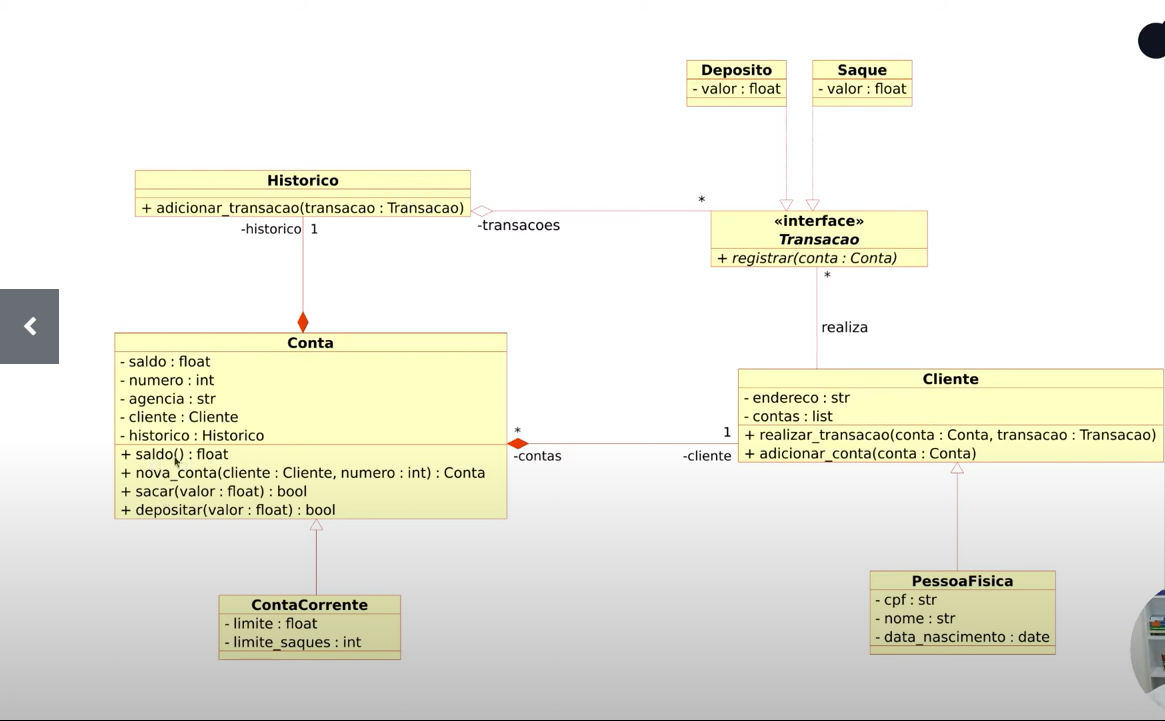 Deposito
- valor : float
Saque
- valor : float
Historico
+ adicionar_transacao(transacao : Transacao)
-historico 1
-transacoes
*
«interface»
Transacao
+ registrar(conta : Conta)
*
realiza
Conta
- saldo : float
- numero : int
- agencia : str
- cliente : Cliente
- historico : Historico
+ saldo() : float
+ nova_conta(cliente : Cliente, numero : int) : Conta
+ sacar(valor : float) : bool
+ depositar(valor : float) : bool
*
-contas
1
-cliente
Cliente
- endereco : str
- contas : list
+ realizar_transacao(conta : Conta, transacao : Transacao)
+ adicionar_conta(conta : Conta)
ContaCorrente
- limite : float
- limite_saques : int
PessoaFisica
- cpf : str
- nome : str
- data_nascimento : date